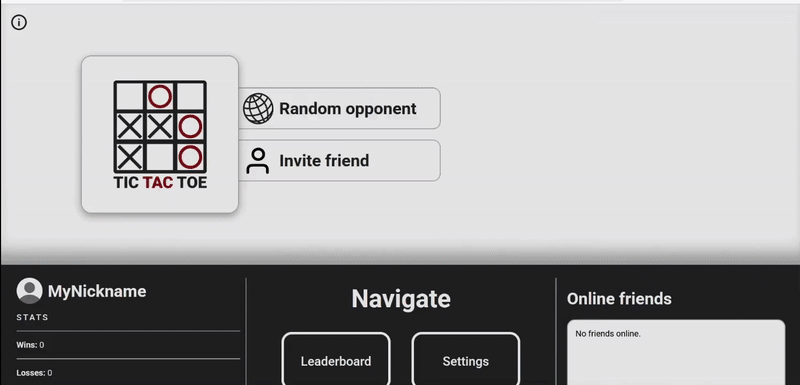 Random opponent
Invite friend
TIC TAC TOE
MyNickname
STATS
Wins: 0
Losses: 0
Navigate
Leaderboard
Settings
Online friends
No friends online.